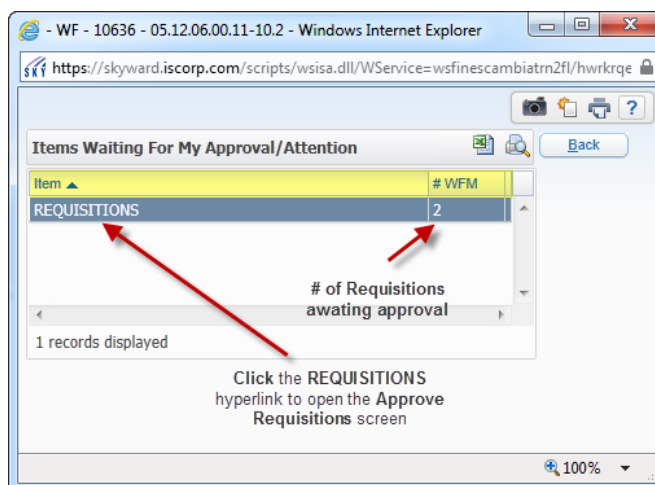 - WF - 10636 - 05.12.06.00.11-10.2 - Windows Internet Explorer
SKY https://skyward.iscorp.com/scripts/wsisa.dll/WService=wsfinescambiatrn2fl/hwrkrqe
?
Items Waiting For My Approval/Attention
Back
Item # WFM
REQUISITIONS 2
# of Requisitions
awating approval
1 records displayed
Click the REQUISITIONS
hyperlink to open the Approve
Requisitions screen
100%